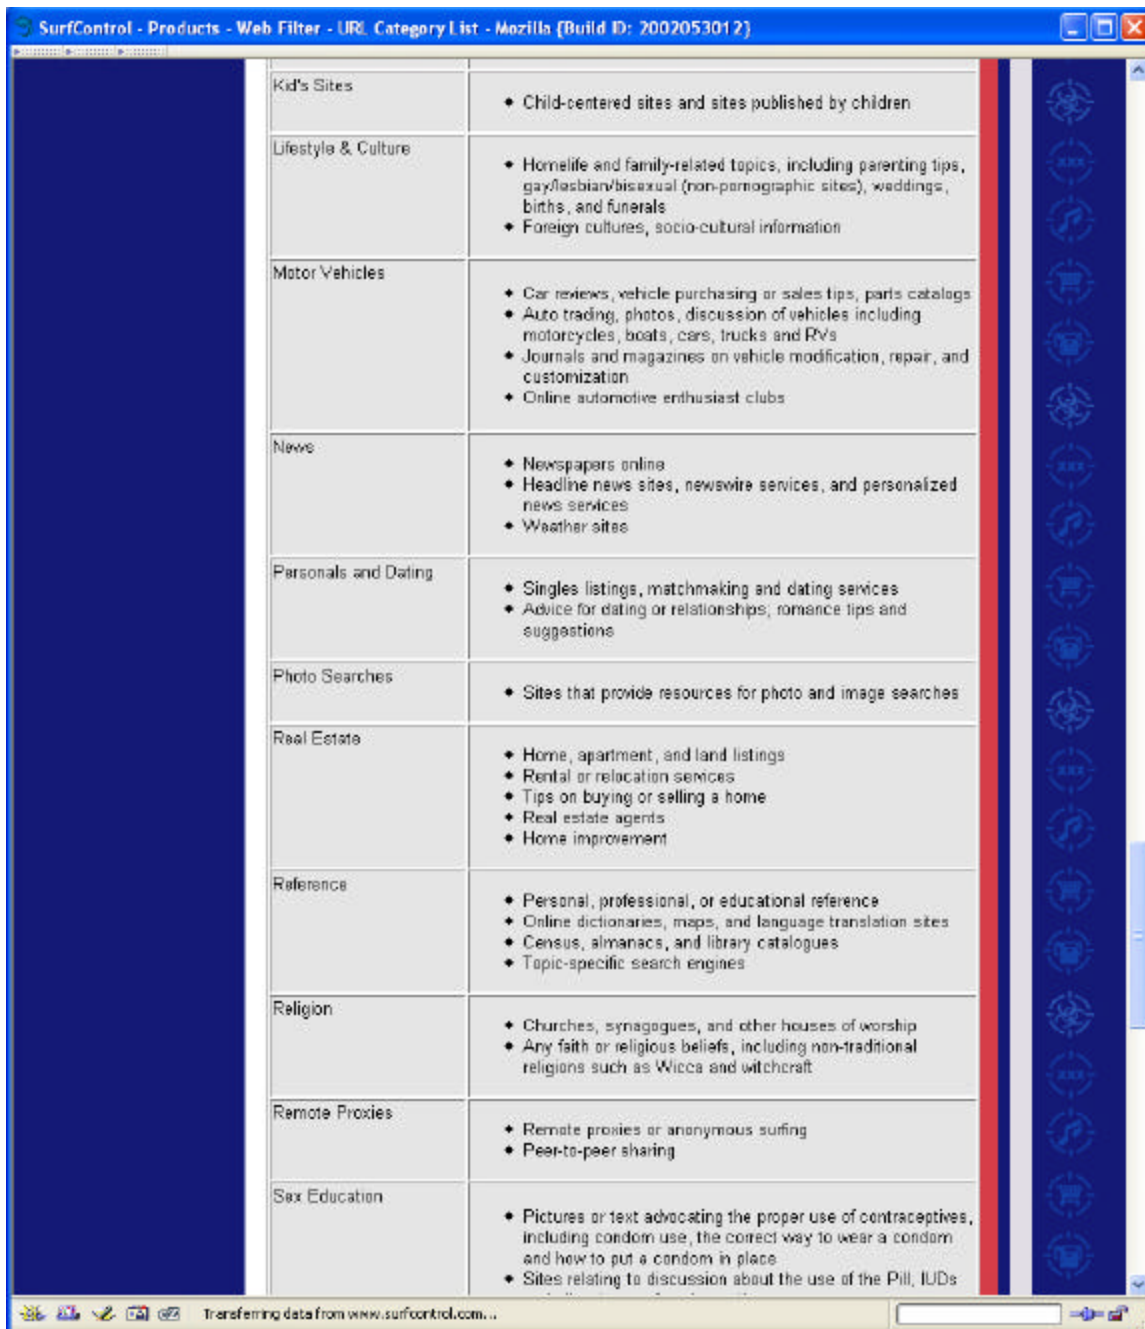 SurfControl - Products - Web Filter - URL Category List - Mozilla {Build ID: 2002053012}
Kid's Sites
Child-centered sites and sites published by children
Lifestyle & Culture
Homelife and family-related topics, including parenting tips,
gay/lesbian/bisexual (non-pornographic sites), weddings,
births, and funerals
Foreign cultures, socio-cultural information
Motor Vehicles
Car reviews, vehicle purchasing or sales tips, parts catalogs
Auto trading, photos, discussion of vehicles including
motorcycles, boats, cars, trucks and RVs
Journals and magazines on vehicle modification, repair, and
customization
Online automotive enthusiast clubs
News
Newspapers online
Headline news sites, newswire services, and personalized
news services
Weather sites
Personals and Dating
Singles listings, matchmaking and dating services
Advice for dating or relationships; romance tips and
suggestions
Photo Searches
Sites that provide resources for photo and image searches
Real Estate
Home, apartment, and land listings
Rental or relocation services
Tips on buying or selling a home
Real estate agents
Home improvement
Reference
Personal, professional, or educational reference
Online dictionaries, maps, and language translation sites
Census, almanacs, and library catalogues
Topic-specific search engines
Religion
Churches, synagogues, and other houses of worship
Any faith or religious beliefs, including non-traditional
religions such as Wicca and witchcraft
Remote Proxies
Remote proxies or anonymous surfing
Peer-to-peer sharing
Sex Education
Pictures or text advocating the proper use of contraceptives,
including condom use, the correct way to wear a condom
and how to put a condom in place
Sites relating to discussion about the use of the Pill, IUDs
Transferring data from www.surfcontrol.com...